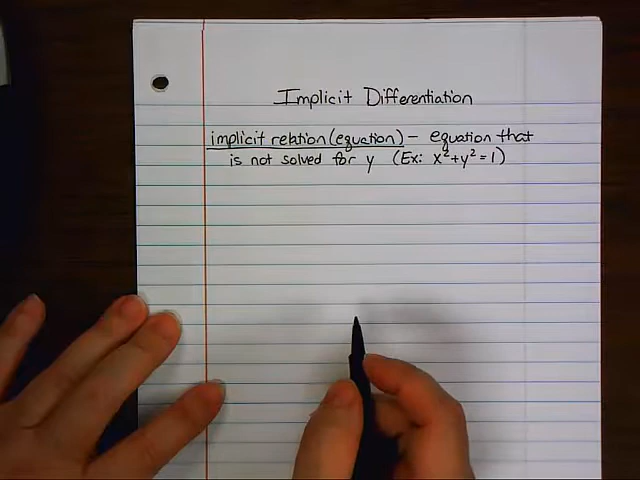 Implicit Differentiation
implicit relation (equation) - equation that
is not solved for y (Ex: x²+y²=1)